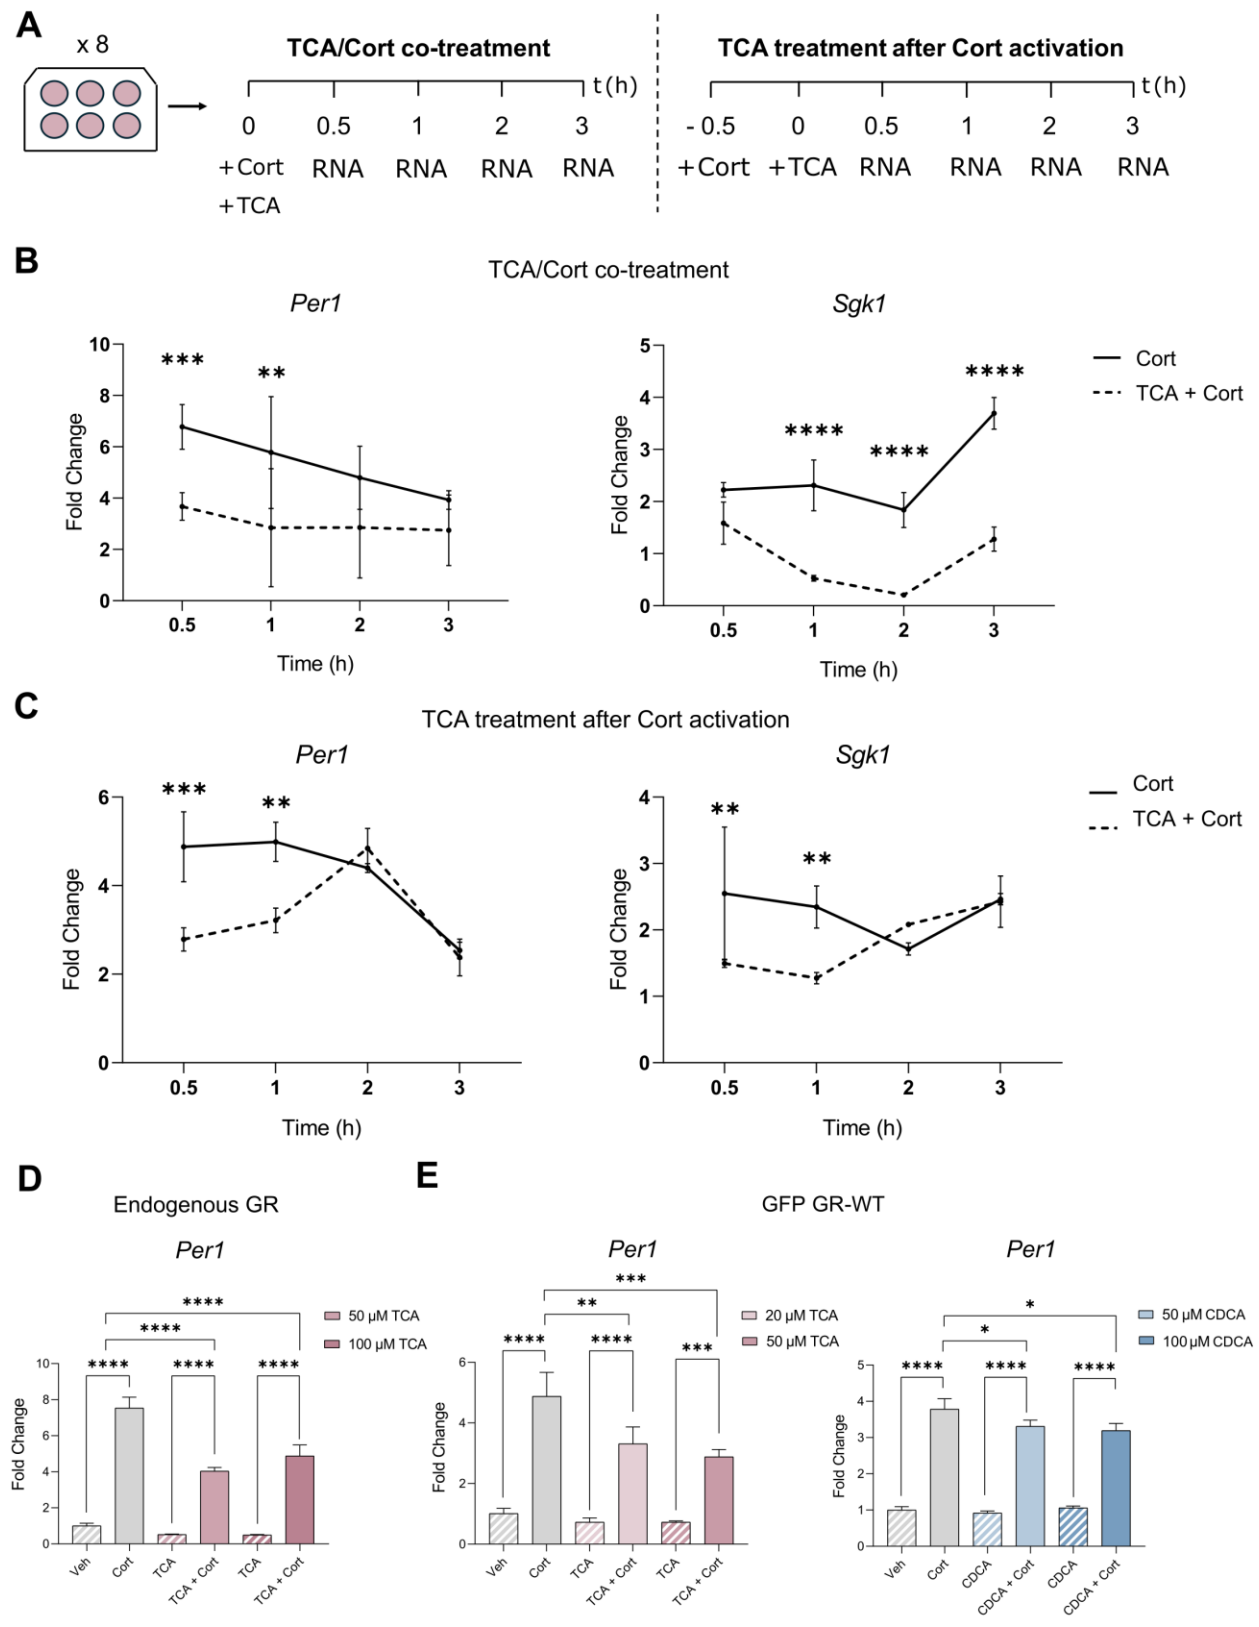 A
x 8
TCA/Cort co-treatment
t(h)
0 0.5 1 2 3
+Cort RNA RNA RNA RNA
+TCA
TCA treatment after Cort activation
t(h)
- 0.5 0 0.5 1 2 3
+Cort +TCA RNA RNA RNA RNA
B
TCA/Cort co-treatment
Per1
Fold Change
10
8
6
4
2
0
*** **
0.5 1 2 3
Time (h)
Sgk1
Fold Change
5
4
3
2
1
0
**** **** ****
0.5 1 2 3
Time (h)
Cort
TCA + Cort
C
TCA treatment after Cort activation
Per1
Fold Change
6
4
2
0
*** **
0.5 1 2 3
Time (h)
Sgk1
Fold Change
4
3
2
1
0
** **
0.5 1 2 3
Time (h)
Cort
TCA + Cort
D
Endogenous GR
Per1
****
****
**** **** ****
50 µM TCA
100 µM TCA
Fold Change
10
8
6
4
2
0
Veh Cort TCA TCA + Cort TCA TCA + Cort
E
GFP GR-WT
Per1
***
**
**** **** ***
20 µM TCA
50 µM TCA
Fold Change
6
4
2
0
Veh Cort TCA TCA + Cort TCA TCA + Cort
Per1
*
*
**** **** ****
50 µM CDCA
100 µM CDCA
Fold Change
5
4
3
2
1
0
Veh Cort CDCA CDCA + Cort CDCA CDCA + Cort